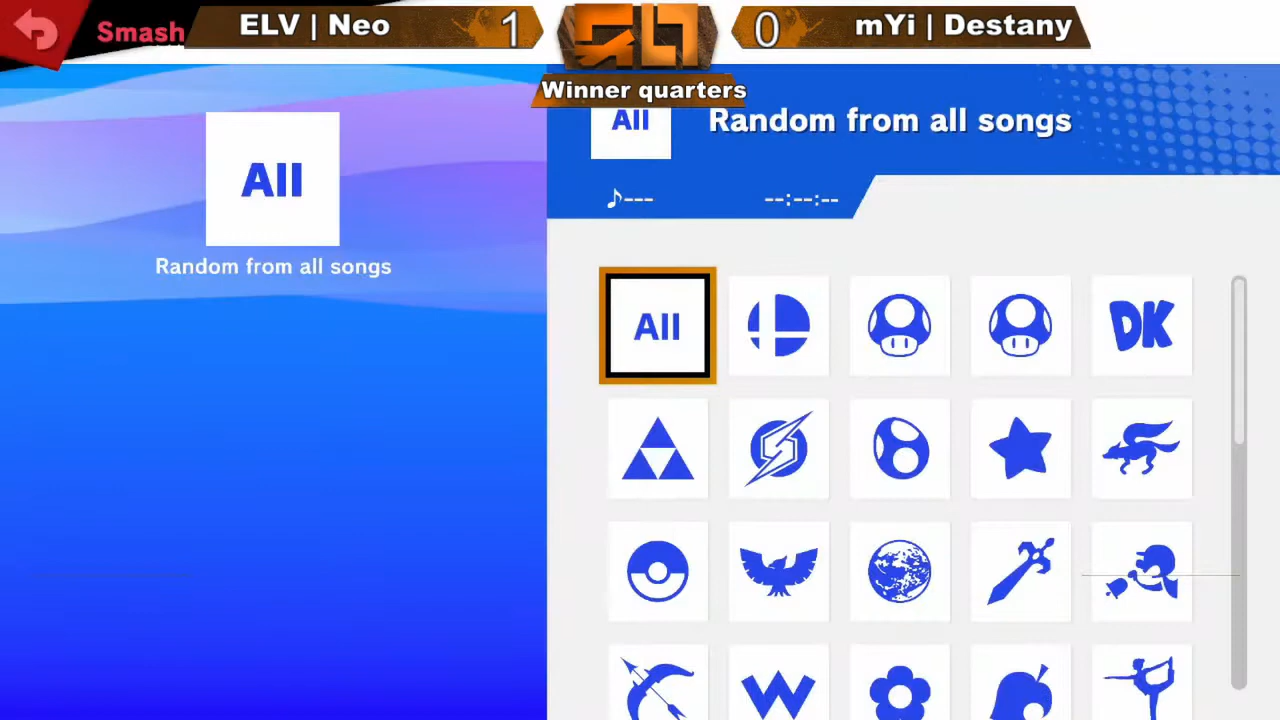 Smash
ELV | Neo
1
0
mYi | Destany
Winner quarters
All
Random from all songs
♪---
--:--:--
All
Random from all songs
All
DK